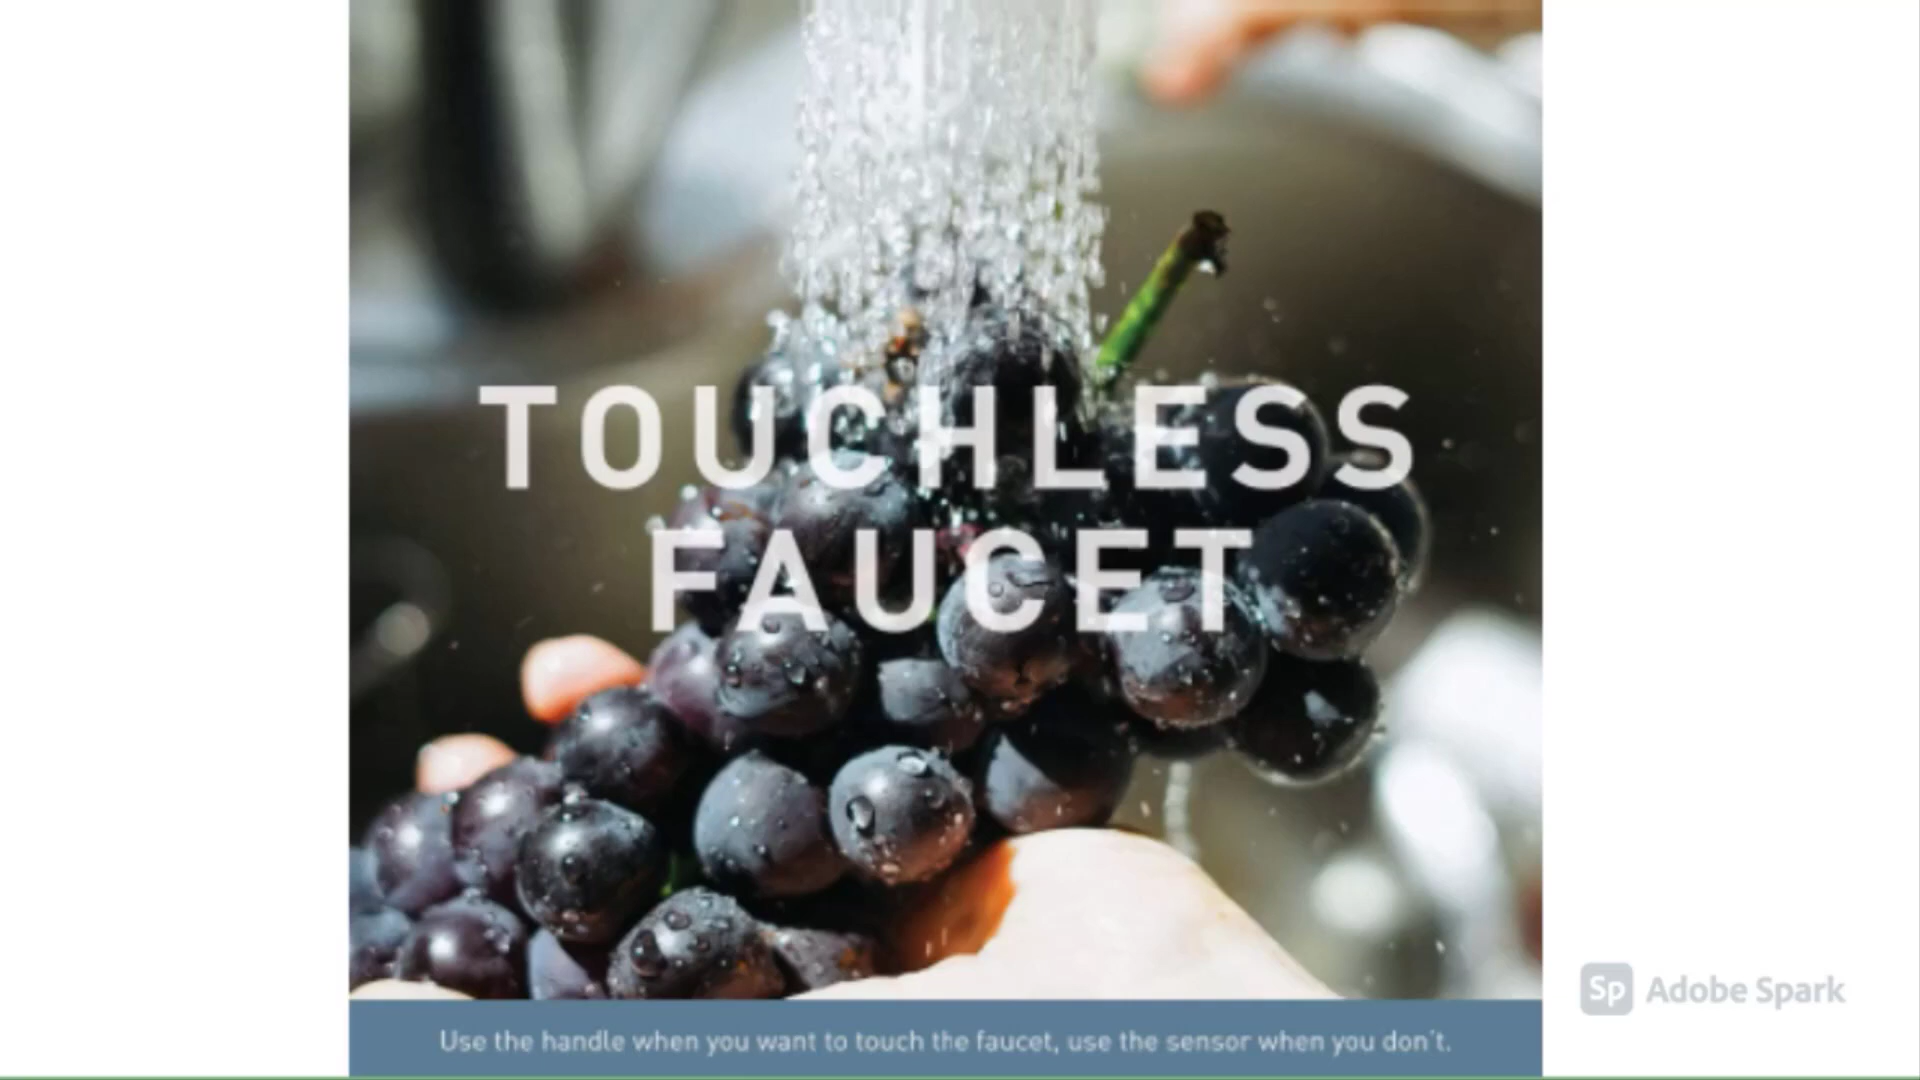 TOUCHLESS
FAUCET
Use the handle when you want to touch the faucet, use the sensor when you don't.
Sp Adobe Spark